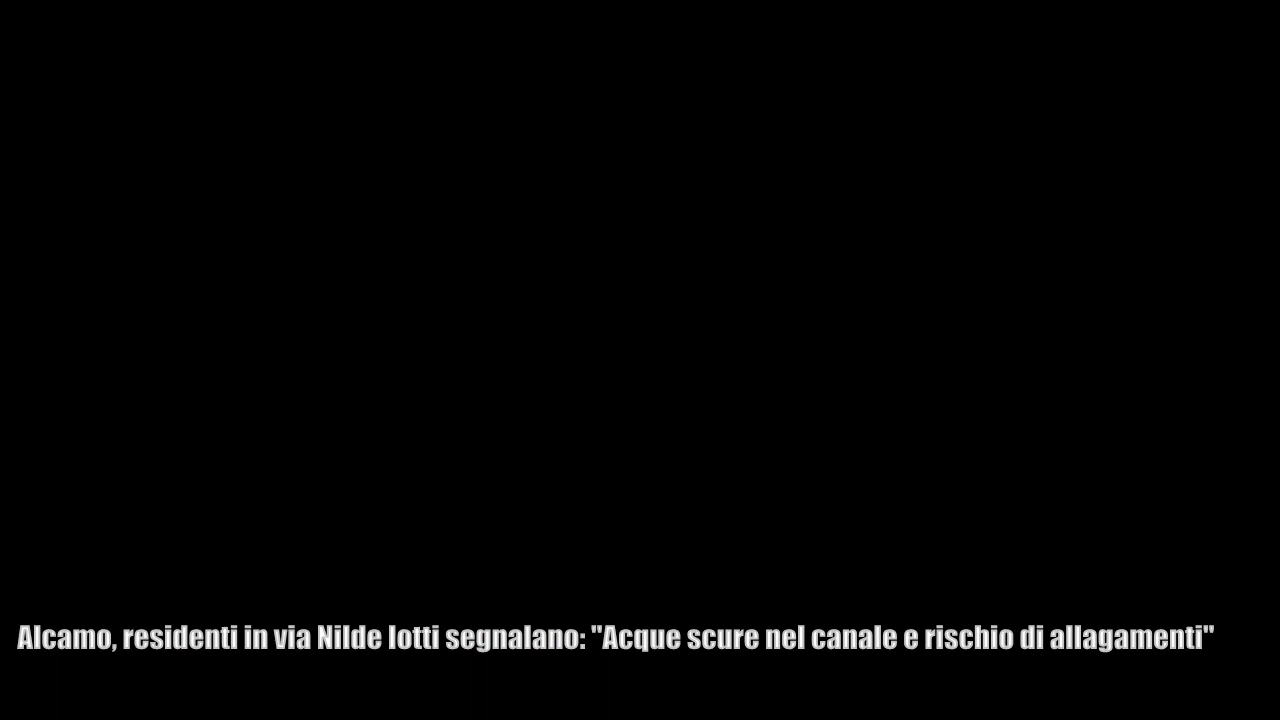 Alcamo, residenti in via Nilde Iotti segnalano: "Acque scure nel canale e rischio di allagamenti"